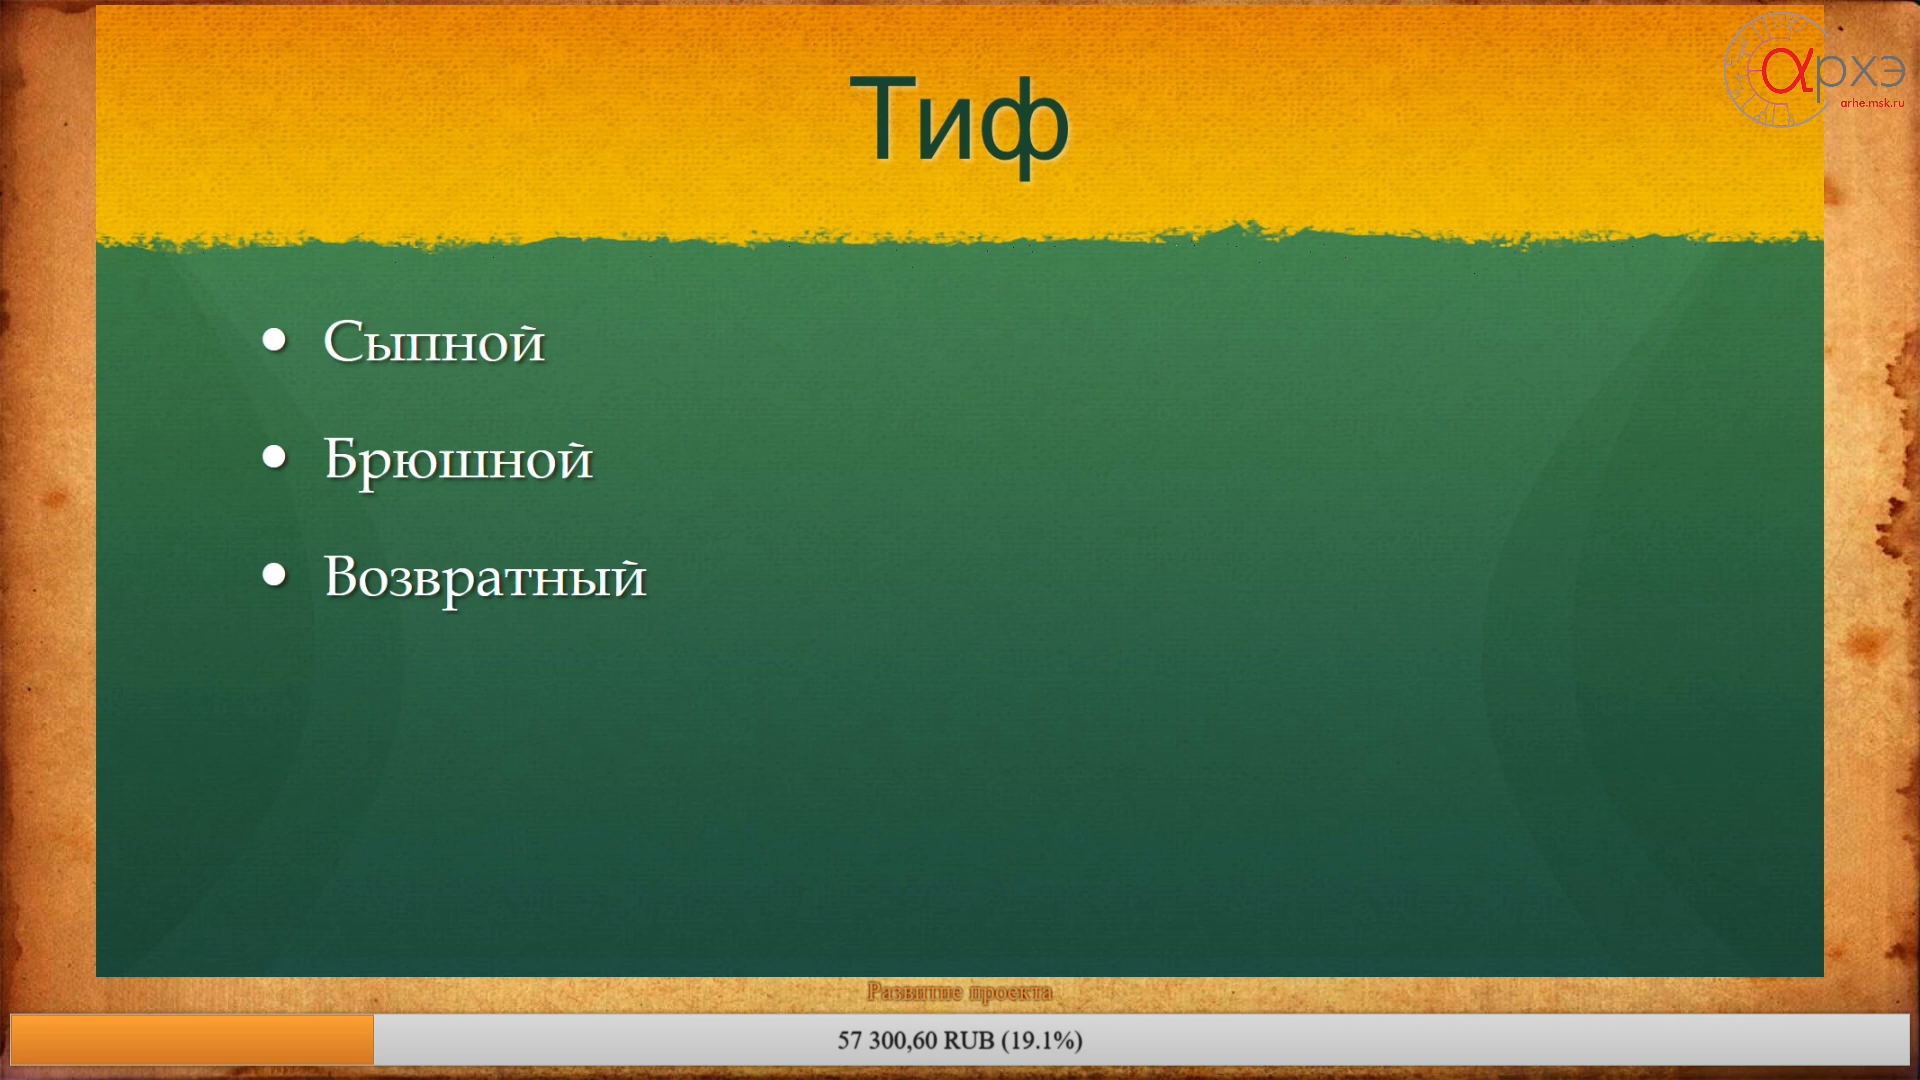 αрхэ
arhe.msk.ru
Тиф
• Сыпной
• Брюшной
• Возвратный
Развитие проекта
57 300,60 RUB (19.1%)